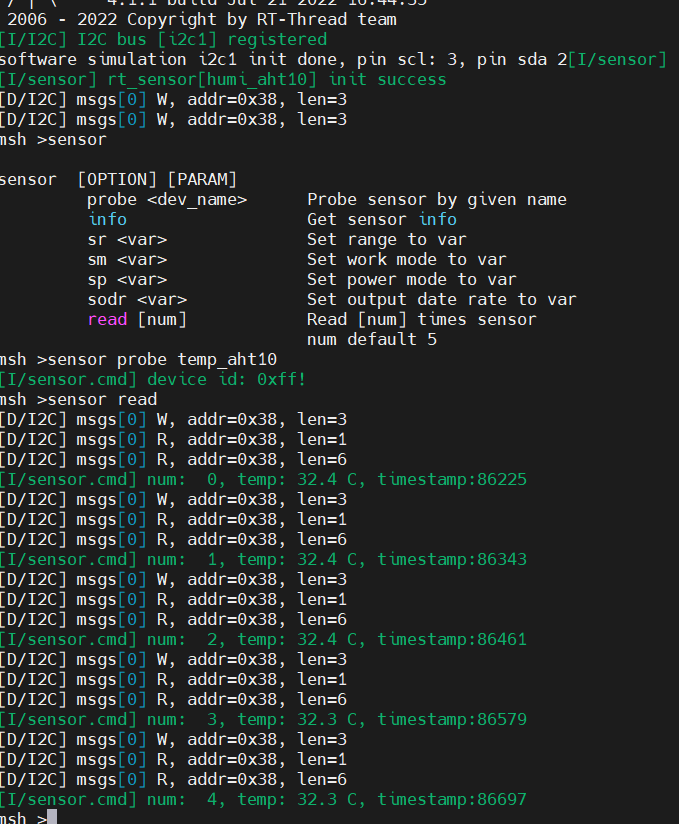 / | \     4.1.1 build Jul 21 2022 16:44:55
 2006 - 2022 Copyright by RT-Thread team
[I/I2C] I2C bus [i2c1] registered
software simulation i2c1 init done, pin scl: 3, pin sda 2[I/sensor]
[I/sensor] rt_sensor[humi_aht10] init success
[D/I2C] msgs[0] W, addr=0x38, len=3
[D/I2C] msgs[0] W, addr=0x38, len=3
msh >sensor
sensor  [OPTION] [PARAM]
         probe <dev_name>      Probe sensor by given name
         info                  Get sensor info
         sr <var>              Set range to var
         sm <var>              Set work mode to var
         sp <var>              Set power mode to var
         sodr <var>            Set output date rate to var
         read [num]            Read [num] times sensor
                               num default 5
msh >sensor probe temp_aht10
[I/sensor.cmd] device id: 0xff!
msh >sensor read
[D/I2C] msgs[0] W, addr=0x38, len=3
[D/I2C] msgs[0] R, addr=0x38, len=1
[D/I2C] msgs[0] R, addr=0x38, len=6
[I/sensor.cmd] num:  0, temp: 32.4 C, timestamp:86225
[D/I2C] msgs[0] W, addr=0x38, len=3
[D/I2C] msgs[0] R, addr=0x38, len=1
[D/I2C] msgs[0] R, addr=0x38, len=6
[I/sensor.cmd] num:  1, temp: 32.4 C, timestamp:86343
[D/I2C] msgs[0] W, addr=0x38, len=3
[D/I2C] msgs[0] R, addr=0x38, len=1
[D/I2C] msgs[0] R, addr=0x38, len=6
[I/sensor.cmd] num:  2, temp: 32.4 C, timestamp:86461
[D/I2C] msgs[0] W, addr=0x38, len=3
[D/I2C] msgs[0] R, addr=0x38, len=1
[D/I2C] msgs[0] R, addr=0x38, len=6
[I/sensor.cmd] num:  3, temp: 32.3 C, timestamp:86579
[D/I2C] msgs[0] W, addr=0x38, len=3
[D/I2C] msgs[0] R, addr=0x38, len=1
[D/I2C] msgs[0] R, addr=0x38, len=6
[I/sensor.cmd] num:  4, temp: 32.3 C, timestamp:86697
msh >